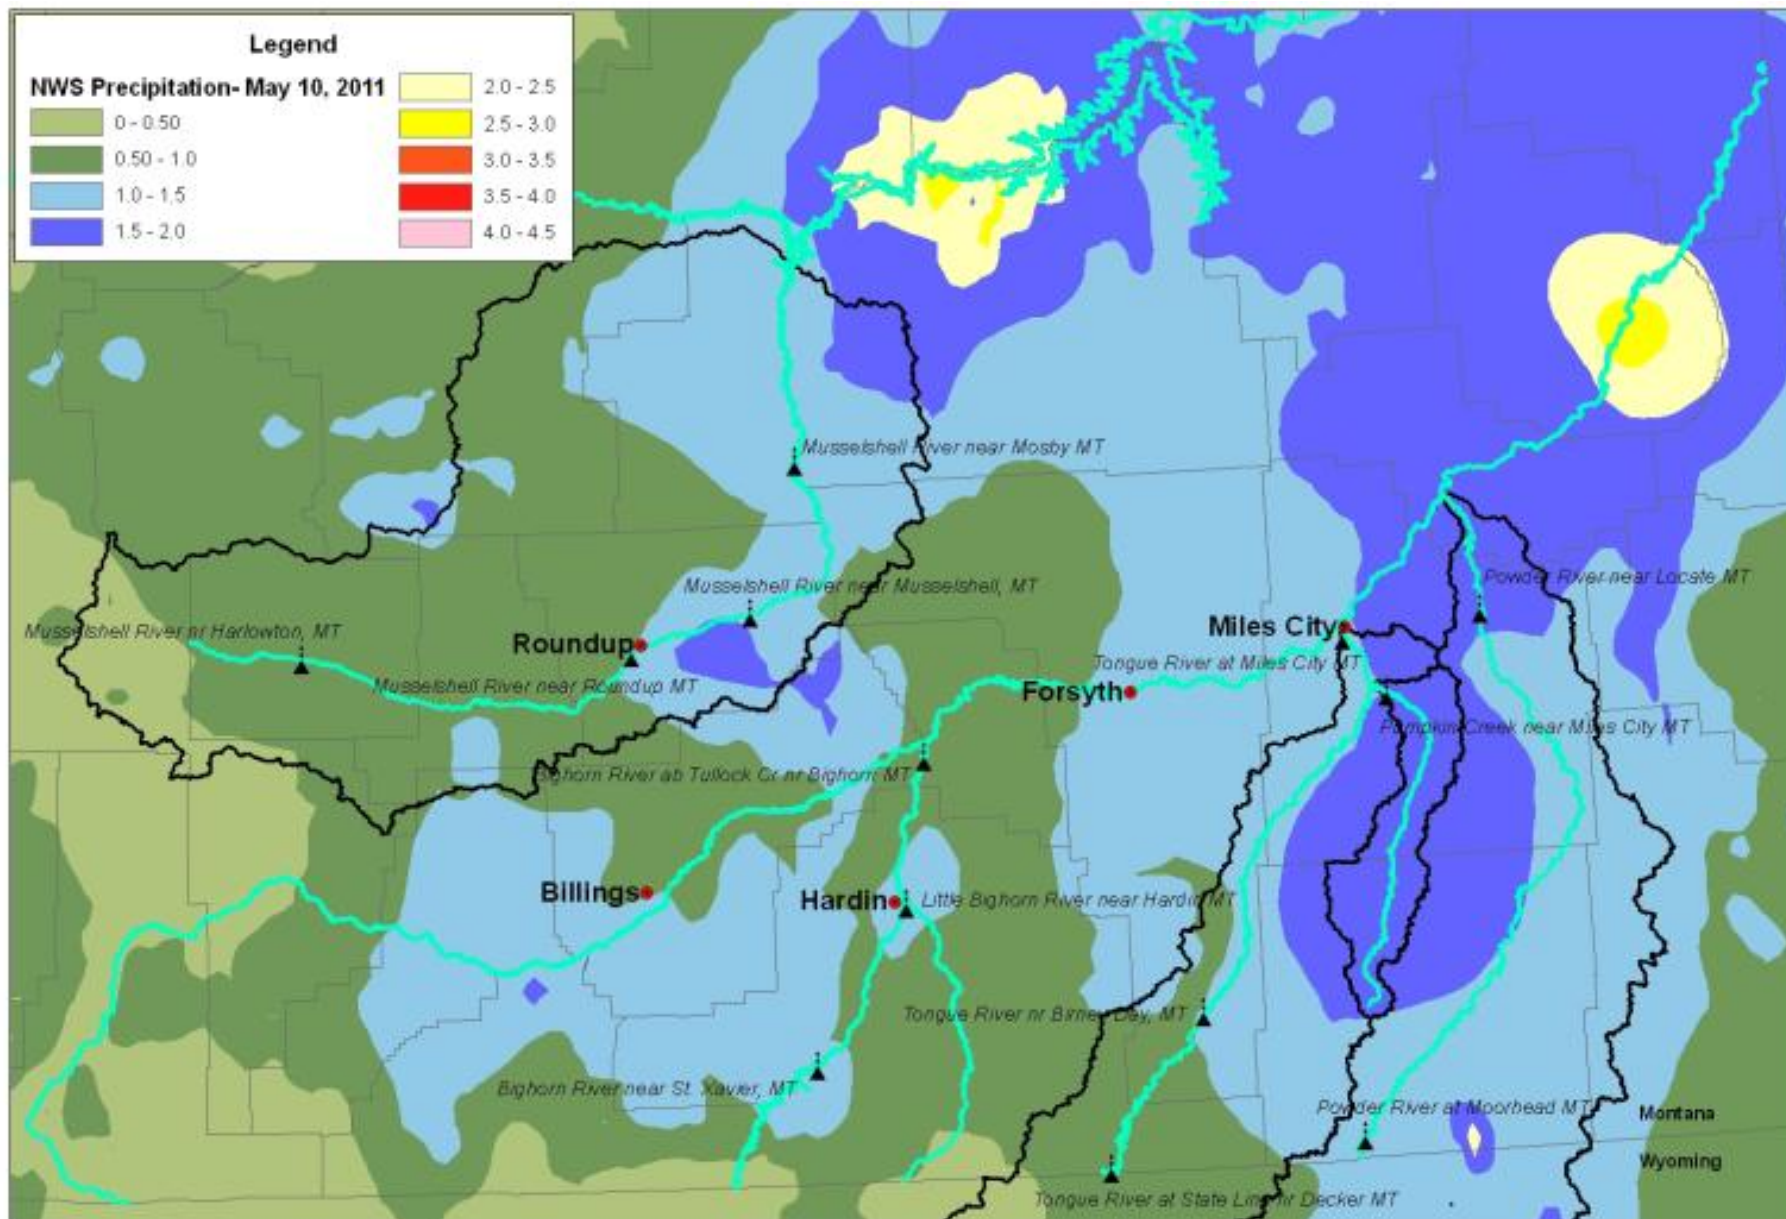 Legend
NWS Precipitation- May 10, 2011
0 - 0.50
0.50 - 1.0
1.0 - 1.5
1.5 - 2.0
2.0 - 2.5
2.5 - 3.0
3.0 - 3.5
3.5 - 4.0
4.0 - 4.5
Musselshell River near Mosby MT
Musselshell River near Musselshell, MT
Powder River near Locate MT
Musselshell River nr Harlowton, MT
Roundup
Miles City
Tongue River at Miles City MT
Musselshell River near Roundup MT
Forsyth
Pumpkin Creek near Miles City MT
Bighorn River ab Tullock Cr nr Bighorn MT
Billings
Hardin
Little Bighorn River near Hardin MT
Tongue River nr Birney Day, MT
Bighorn River near St. Xavier, MT
Powder River at Moorhead MT
Montana
Wyoming
Tongue River at State Line nr Decker MT